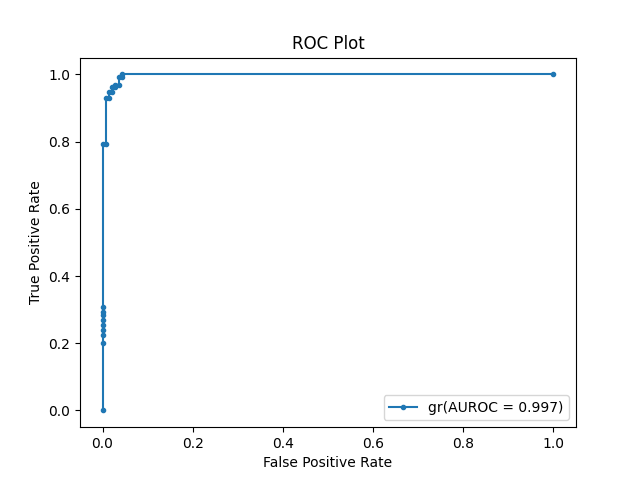 ROC Plot
1.0
0.8
0.6
0.4
0.2
0.0
True Positive Rate
gr(AUROC = 0.997)
0.0 0.2 0.4 0.6 0.8 1.0
False Positive Rate